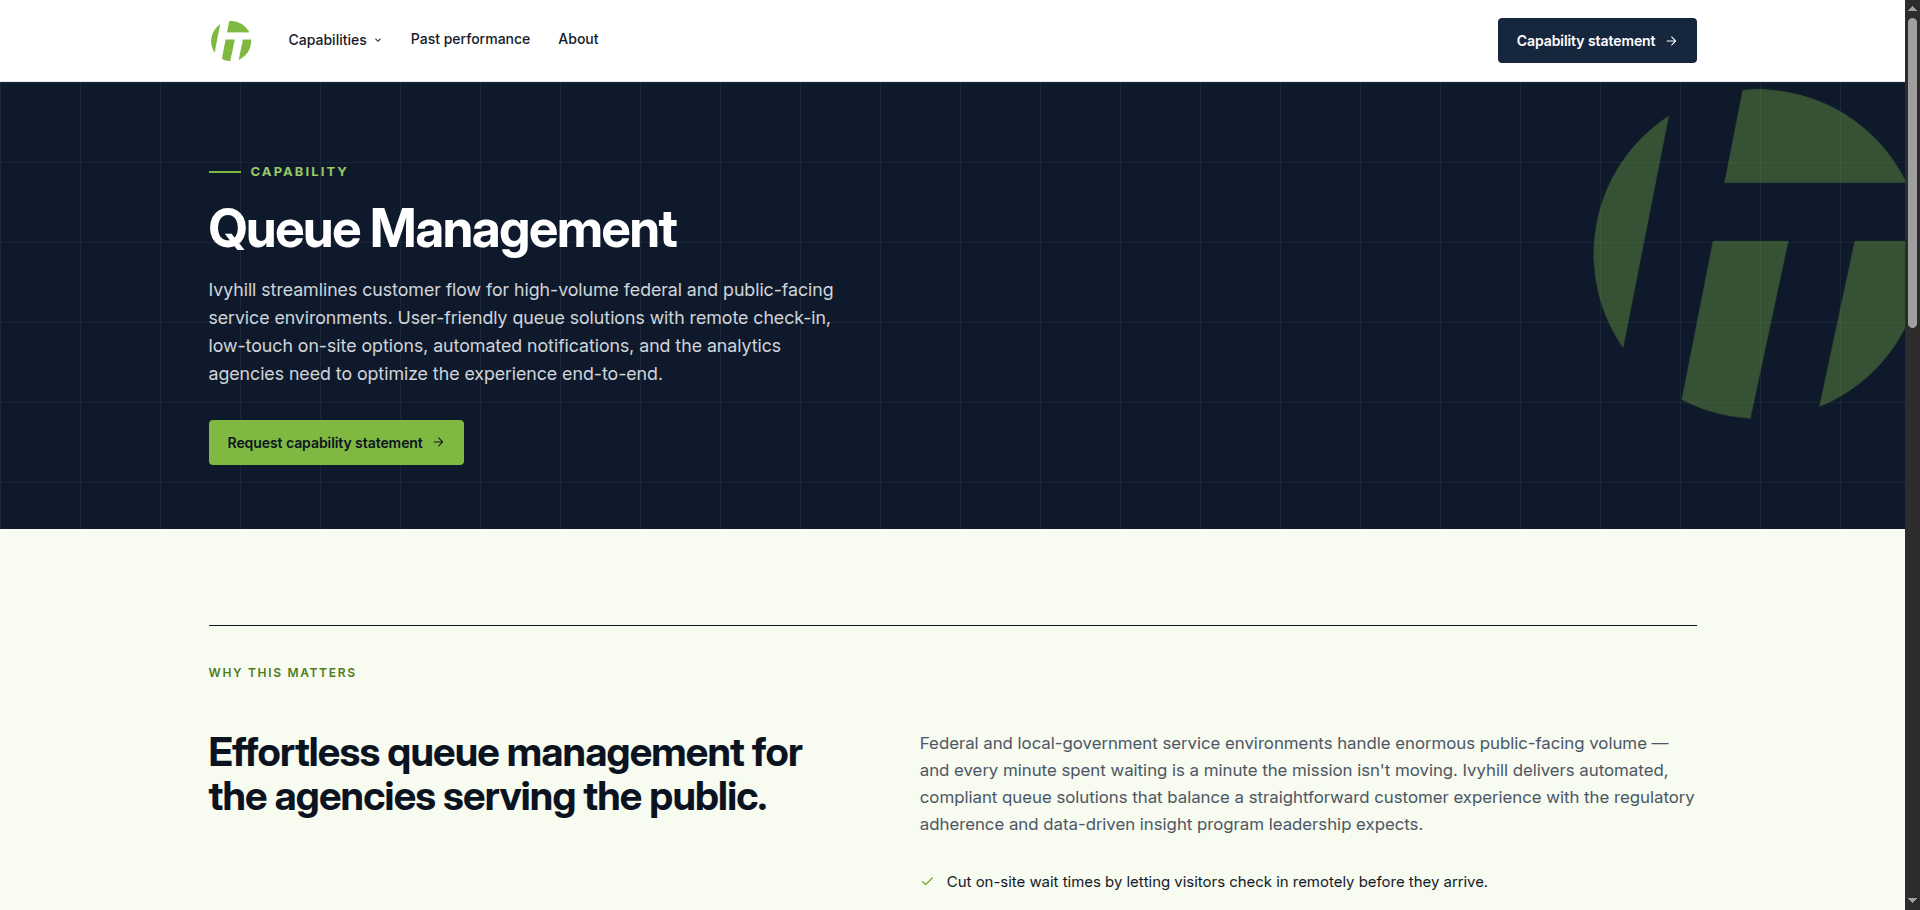 Capabilities
Past performance
About
Capability statement
CAPABILITY
Queue Management
Ivyhill streamlines customer flow for high-volume federal and public-facing
service environments. User-friendly queue solutions with remote check-in,
low-touch on-site options, automated notifications, and the analytics
agencies need to optimize the experience end-to-end.
Request capability statement
WHY THIS MATTERS
Effortless queue management for
the agencies serving the public.
Federal and local-government service environments handle enormous public-facing volume —
and every minute spent waiting is a minute the mission isn't moving. Ivyhill delivers automated,
compliant queue solutions that balance a straightforward customer experience with the regulatory
adherence and data-driven insight program leadership expects.
Cut on-site wait times by letting visitors check in remotely before they arrive.